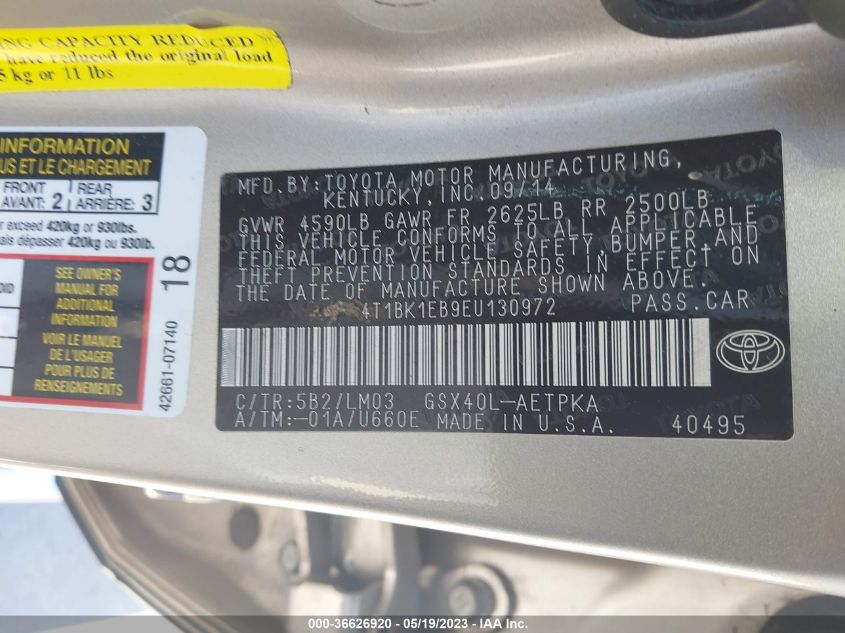 NG CAPACITY REDUCED
have reduced the original load
5 kg or 11 lbs
INFORMATION
US ET LE CHARGEMENT
FRONT
AVANT: 2
REAR
ARRIÈRE: 3
r exceed 420kg or 930lbs.
ais dépasser 420kg ou 930lb.
SEE OWNER'S
MANUAL FOR
ADDITIONAL
INFORMATION
VOIR LE MANUEL
DE L'USAGER
POUR PLUS DE
RENSEIGNEMENTS
42661-07140
18
MFD.BY:TOYOTA MOTOR MANUFACTURING,
KENTUCKY, INC.09/14
GVWR 4590LB GAWR FR 2625LB RR 2500LB
THIS VEHICLE CONFORMS TO ALL APPLICABLE
FEDERAL MOTOR VEHICLE SAFETY, BUMPER,AND
THEFT PREVENTION STANDARDS IN EFFECT ON
THE DATE OF MANUFACTURE SHOWN ABOVE.
4T1BK1EB9EU130972 PASS.CAR
C/TR:5B2/LM03 GSX40L-AETPKA
A/TM:-01A/U660E MADE IN U.S.A. 40495
000-36626920 - 05/19/2023 - IAA Inc.